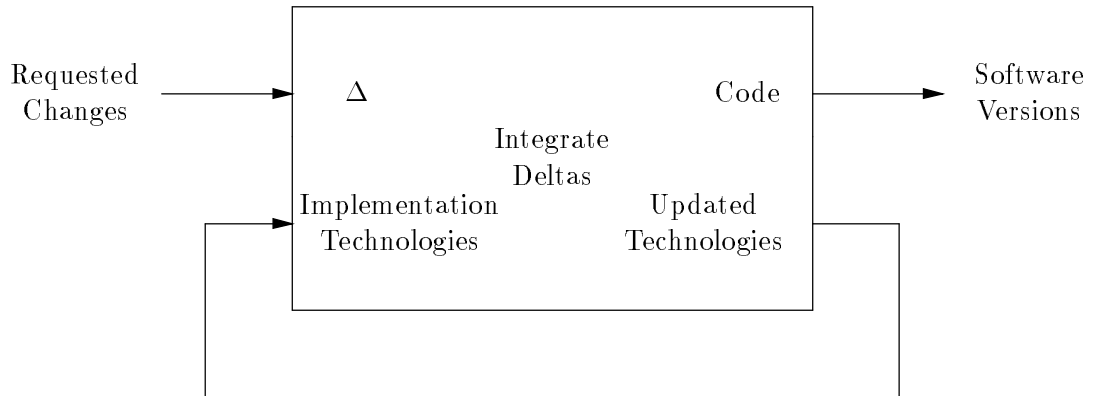 Requested
Changes
Δ
Code
Software
Versions
Integrate
Deltas
Implementation
Technologies
Updated
Technologies